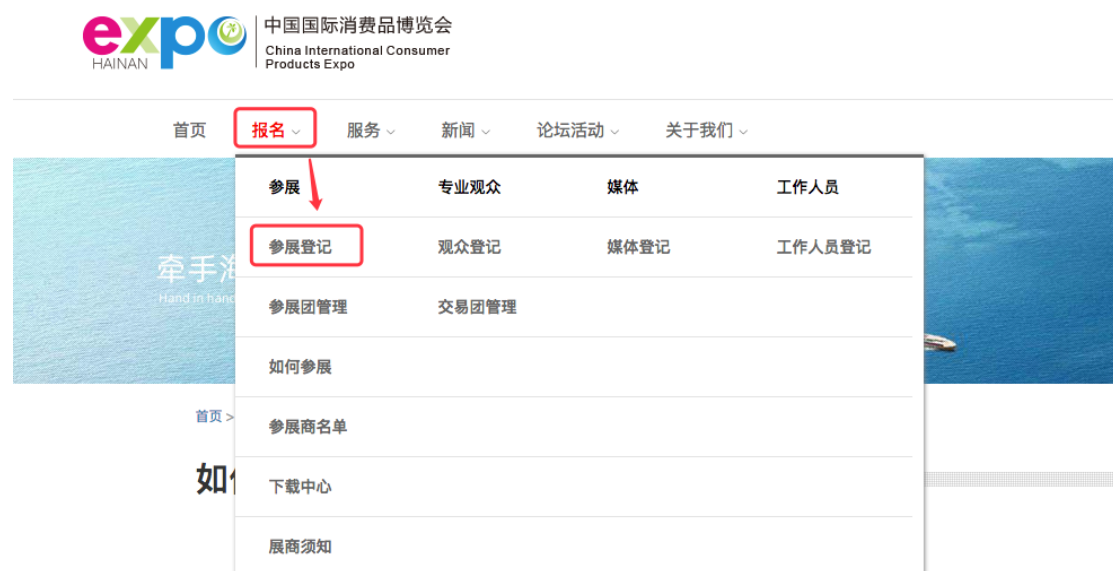 expo
HAINAN
中国国际消费品博览会
China International Consumer
Products Expo
首页 报名 服务 新闻 论坛活动 关于我们
参展 专业观众 媒体 工作人员
参展登记 观众登记 媒体登记 工作人员登记
牵手海
Hand in hand
参展团管理 交易团管理
如何参展
首页 >
参展商名单
如
下载中心
展商须知